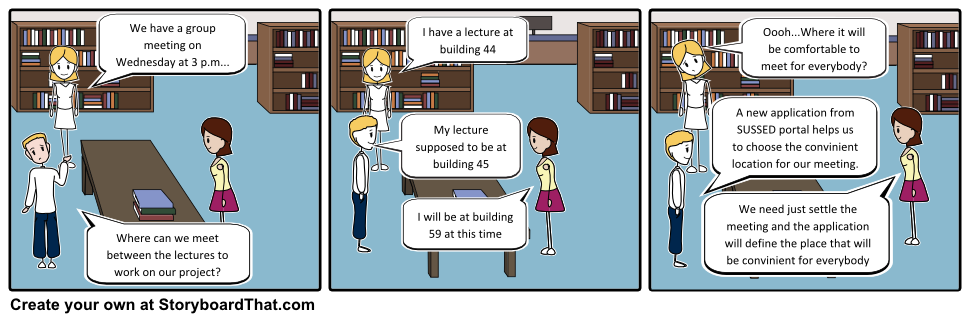 We have a group
meeting on
Wednesday at 3 p.m...
Where can we meet
between the lectures to
work on our project?
I have a lecture at
building 44
My lecture
supposed to be at
building 45
I will be at building
59 at this time
Oooh...Where it will
be comfortable to
meet for everybody?
A new application from
SUSSED portal helps us
to choose the convinient
location for our meeting.
We need just settle the
meeting and the application
will define the place that will
be convinient for everybody
Create your own at StoryboardThat.com